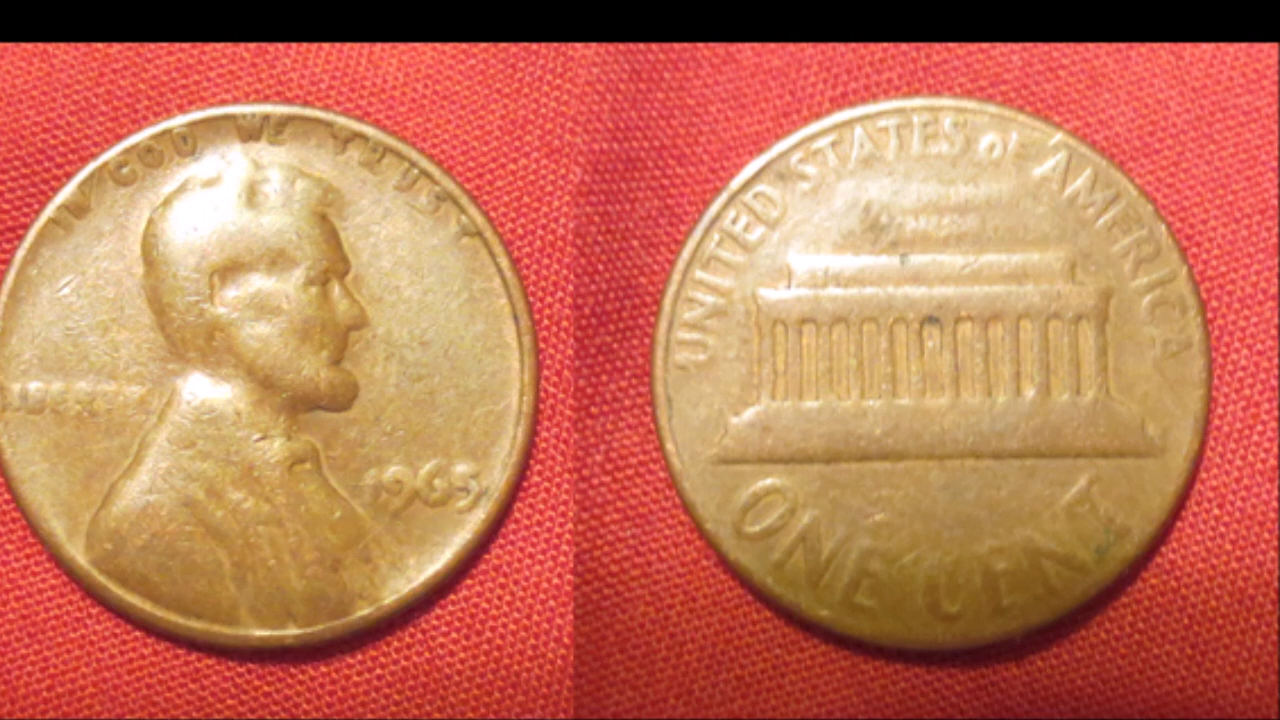 IN GOD WE TRUST
LIBERTY
1965
UNITED STATES of AMERICA
ONE CENT